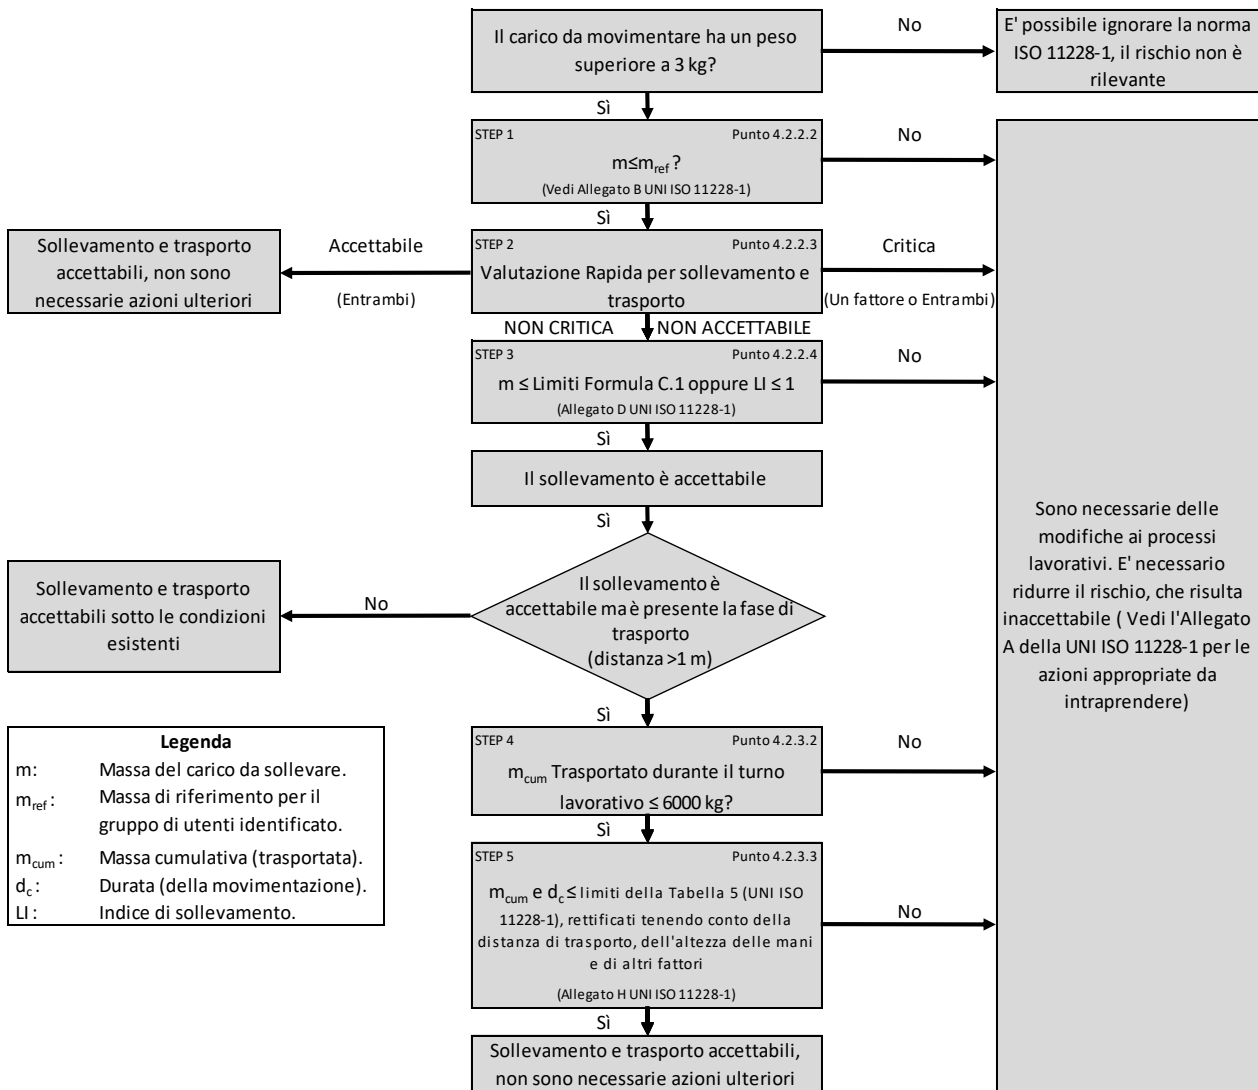 Il carico da movimentare ha un peso
superiore a 3 kg?
No
E' possibile ignorare la norma
ISO 11228-1, il rischio non è
rilevante
Sì
STEP 1
Punto 4.2.2.2
m≤m_ref ?
(Vedi Allegato B UNI ISO 11228-1)
No
Sì
STEP 2
Punto 4.2.2.3
Valutazione Rapida per sollevamento e
trasporto
Accettabile
(Entrambi)
Sollevamento e trasporto
accettabili, non sono
necessarie azioni ulteriori
Critica
(Un fattore o Entrambi)
NON CRITICA
NON ACCETTABILE
STEP 3
Punto 4.2.2.4
m ≤ Limiti Formula C.1 oppure LI ≤ 1
(Allegato D UNI ISO 11228-1)
No
Sì
Il sollevamento è accettabile
Sì
Il sollevamento è
accettabile ma è presente la fase di
trasporto
(distanza >1 m)
No
Sollevamento e trasporto
accettabili sotto le condizioni
esistenti
Sono necessarie delle
modifiche ai processi
lavorativi. E' necessario
ridurre il rischio, che risulta
inaccettabile ( Vedi l'Allegato
A della UNI ISO 11228-1 per le
azioni appropriate da
intraprendere)
Sì
STEP 4
Punto 4.2.3.2
m_cum Trasportato durante il turno
lavorativo ≤ 6000 kg?
No
Sì
STEP 5
Punto 4.2.3.3
m_cum e d_c ≤ limiti della Tabella 5 (UNI ISO
11228-1), rettificati tenendo conto della
distanza di trasporto, dell'altezza delle mani
e di altri fattori
(Allegato H UNI ISO 11228-1)
No
Sì
Sollevamento e trasporto accettabili,
non sono necessarie azioni ulteriori
Legenda
m: Massa del carico da sollevare.
m_ref : Massa di riferimento per il
gruppo di utenti identificato.
m_cum : Massa cumulativa (trasportata).
d_c : Durata (della movimentazione).
LI : Indice di sollevamento.